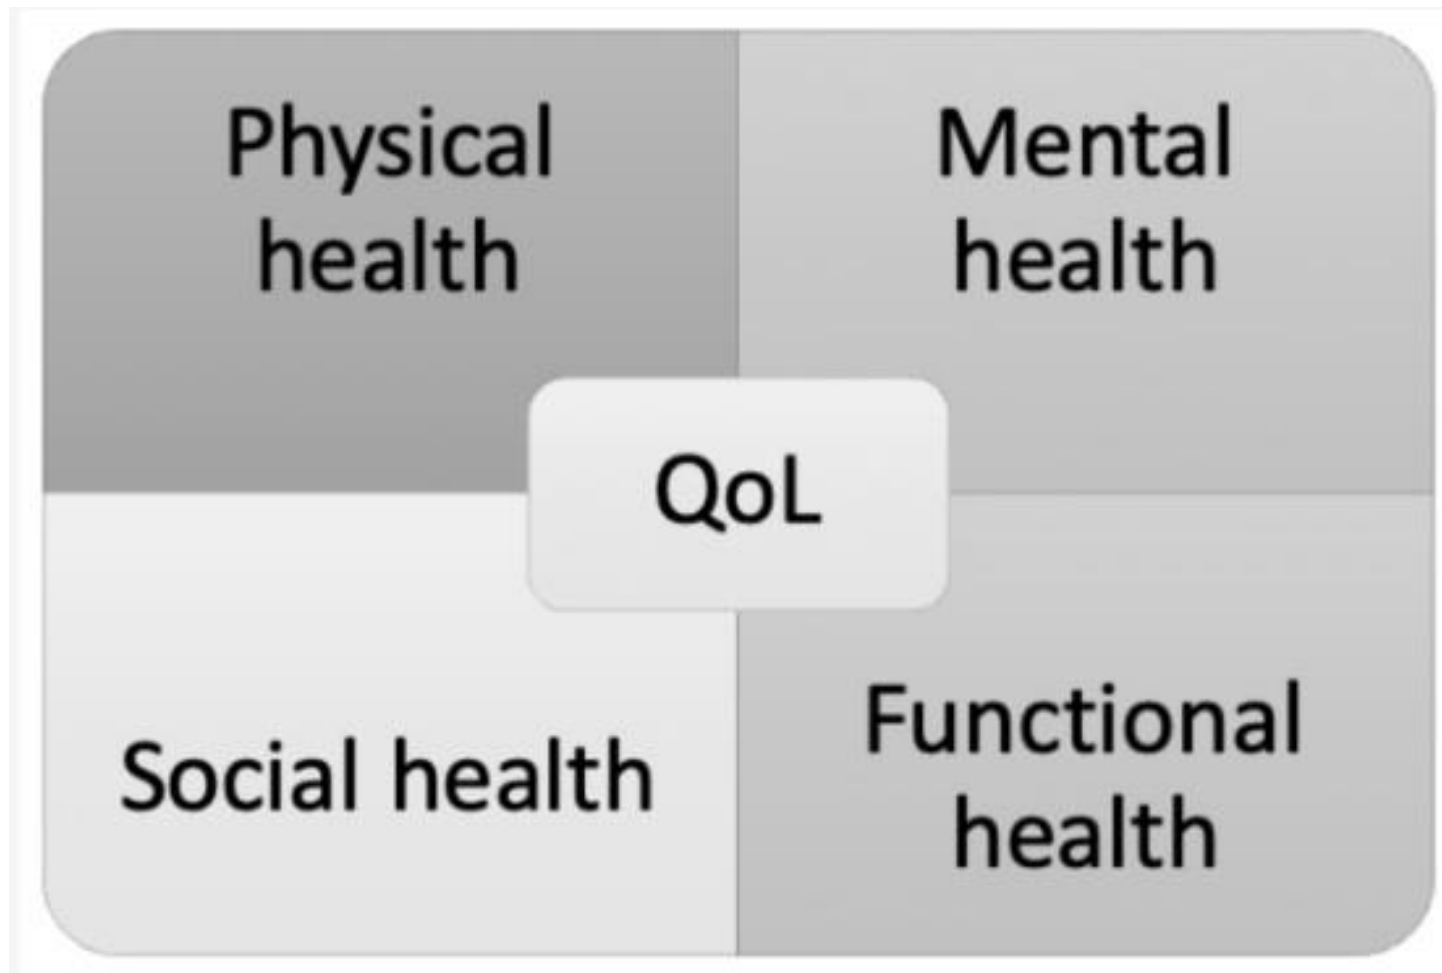 Physical
health
Mental
health
QoL
Social health
Functional
health